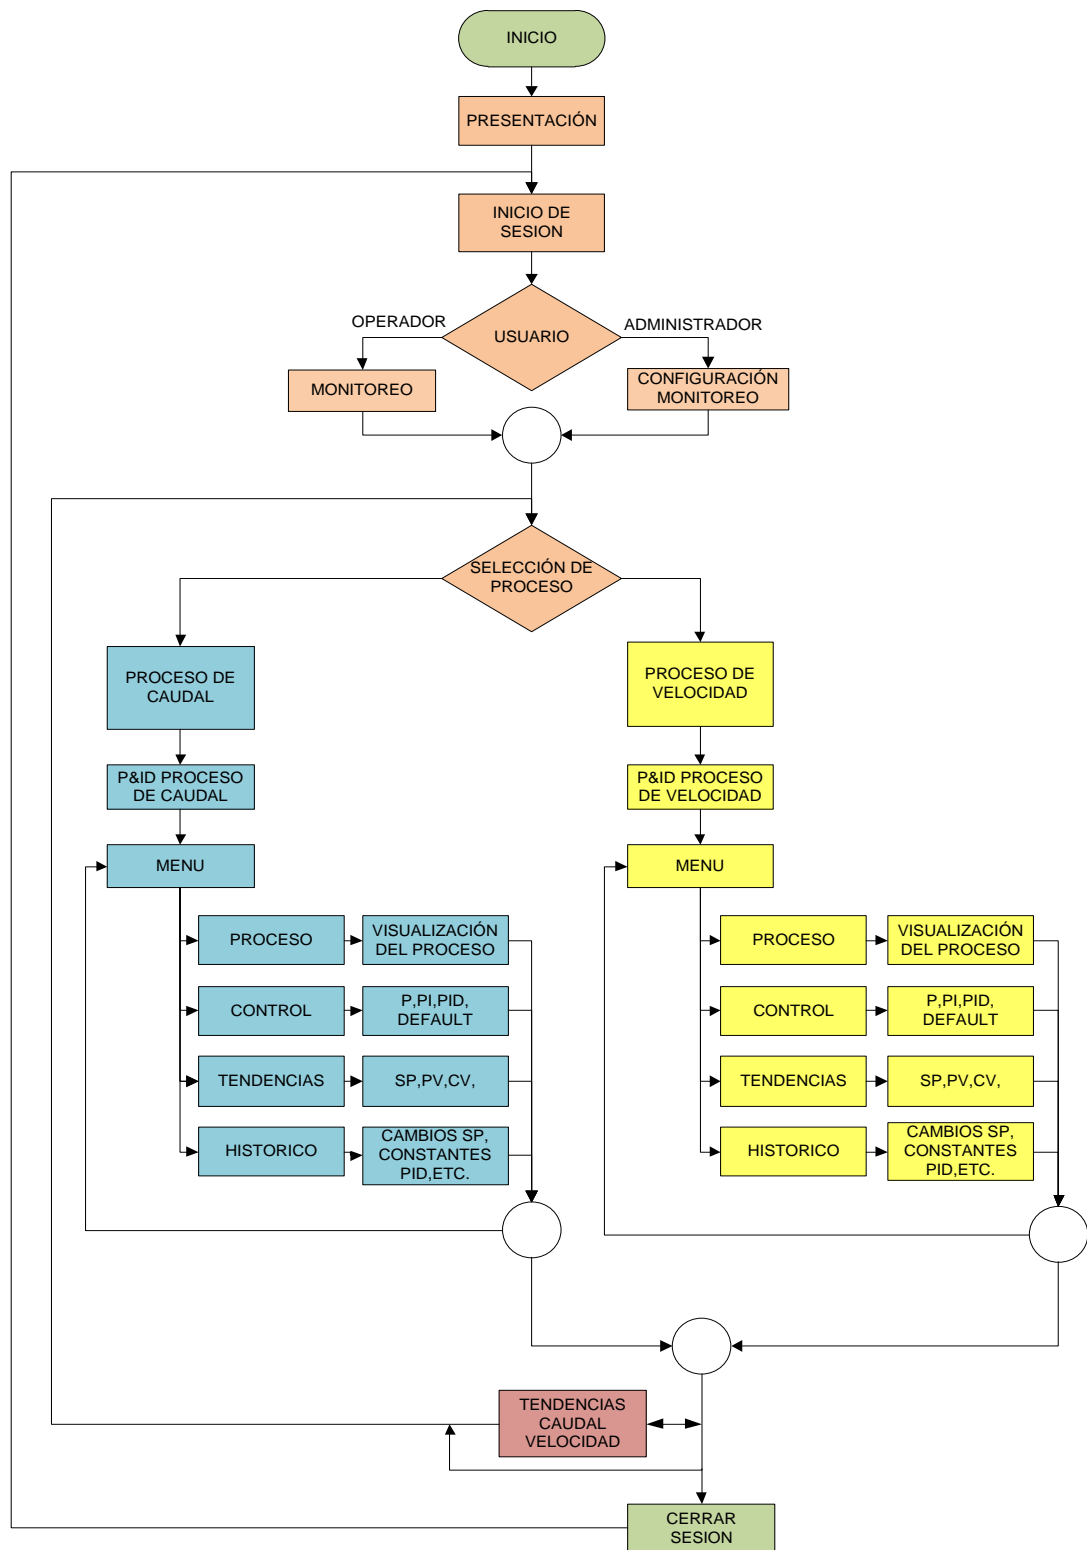 INICIO
PRESENTACIÓN
INICIO DE
SESION
OPERADOR
ADMINISTRADOR
USUARIO
MONITOREO
CONFIGURACIÓN
MONITOREO
SELECCIÓN DE
PROCESO
PROCESO DE
CAUDAL
P&ID PROCESO
DE CAUDAL
MENU
PROCESO
VISUALIZACIÓN
DEL PROCESO
CONTROL
P,PI,PID,
DEFAULT
TENDENCIAS
SP,PV,CV,
HISTORICO
CAMBIOS SP,
CONSTANTES
PID,ETC.
PROCESO DE
VELOCIDAD
P&ID PROCESO
DE VELOCIDAD
MENU
PROCESO
VISUALIZACIÓN
DEL PROCESO
CONTROL
P,PI,PID,
DEFAULT
TENDENCIAS
SP,PV,CV,
HISTORICO
CAMBIOS SP,
CONSTANTES
PID,ETC.
TENDENCIAS
CAUDAL
VELOCIDAD
CERRAR
SESION